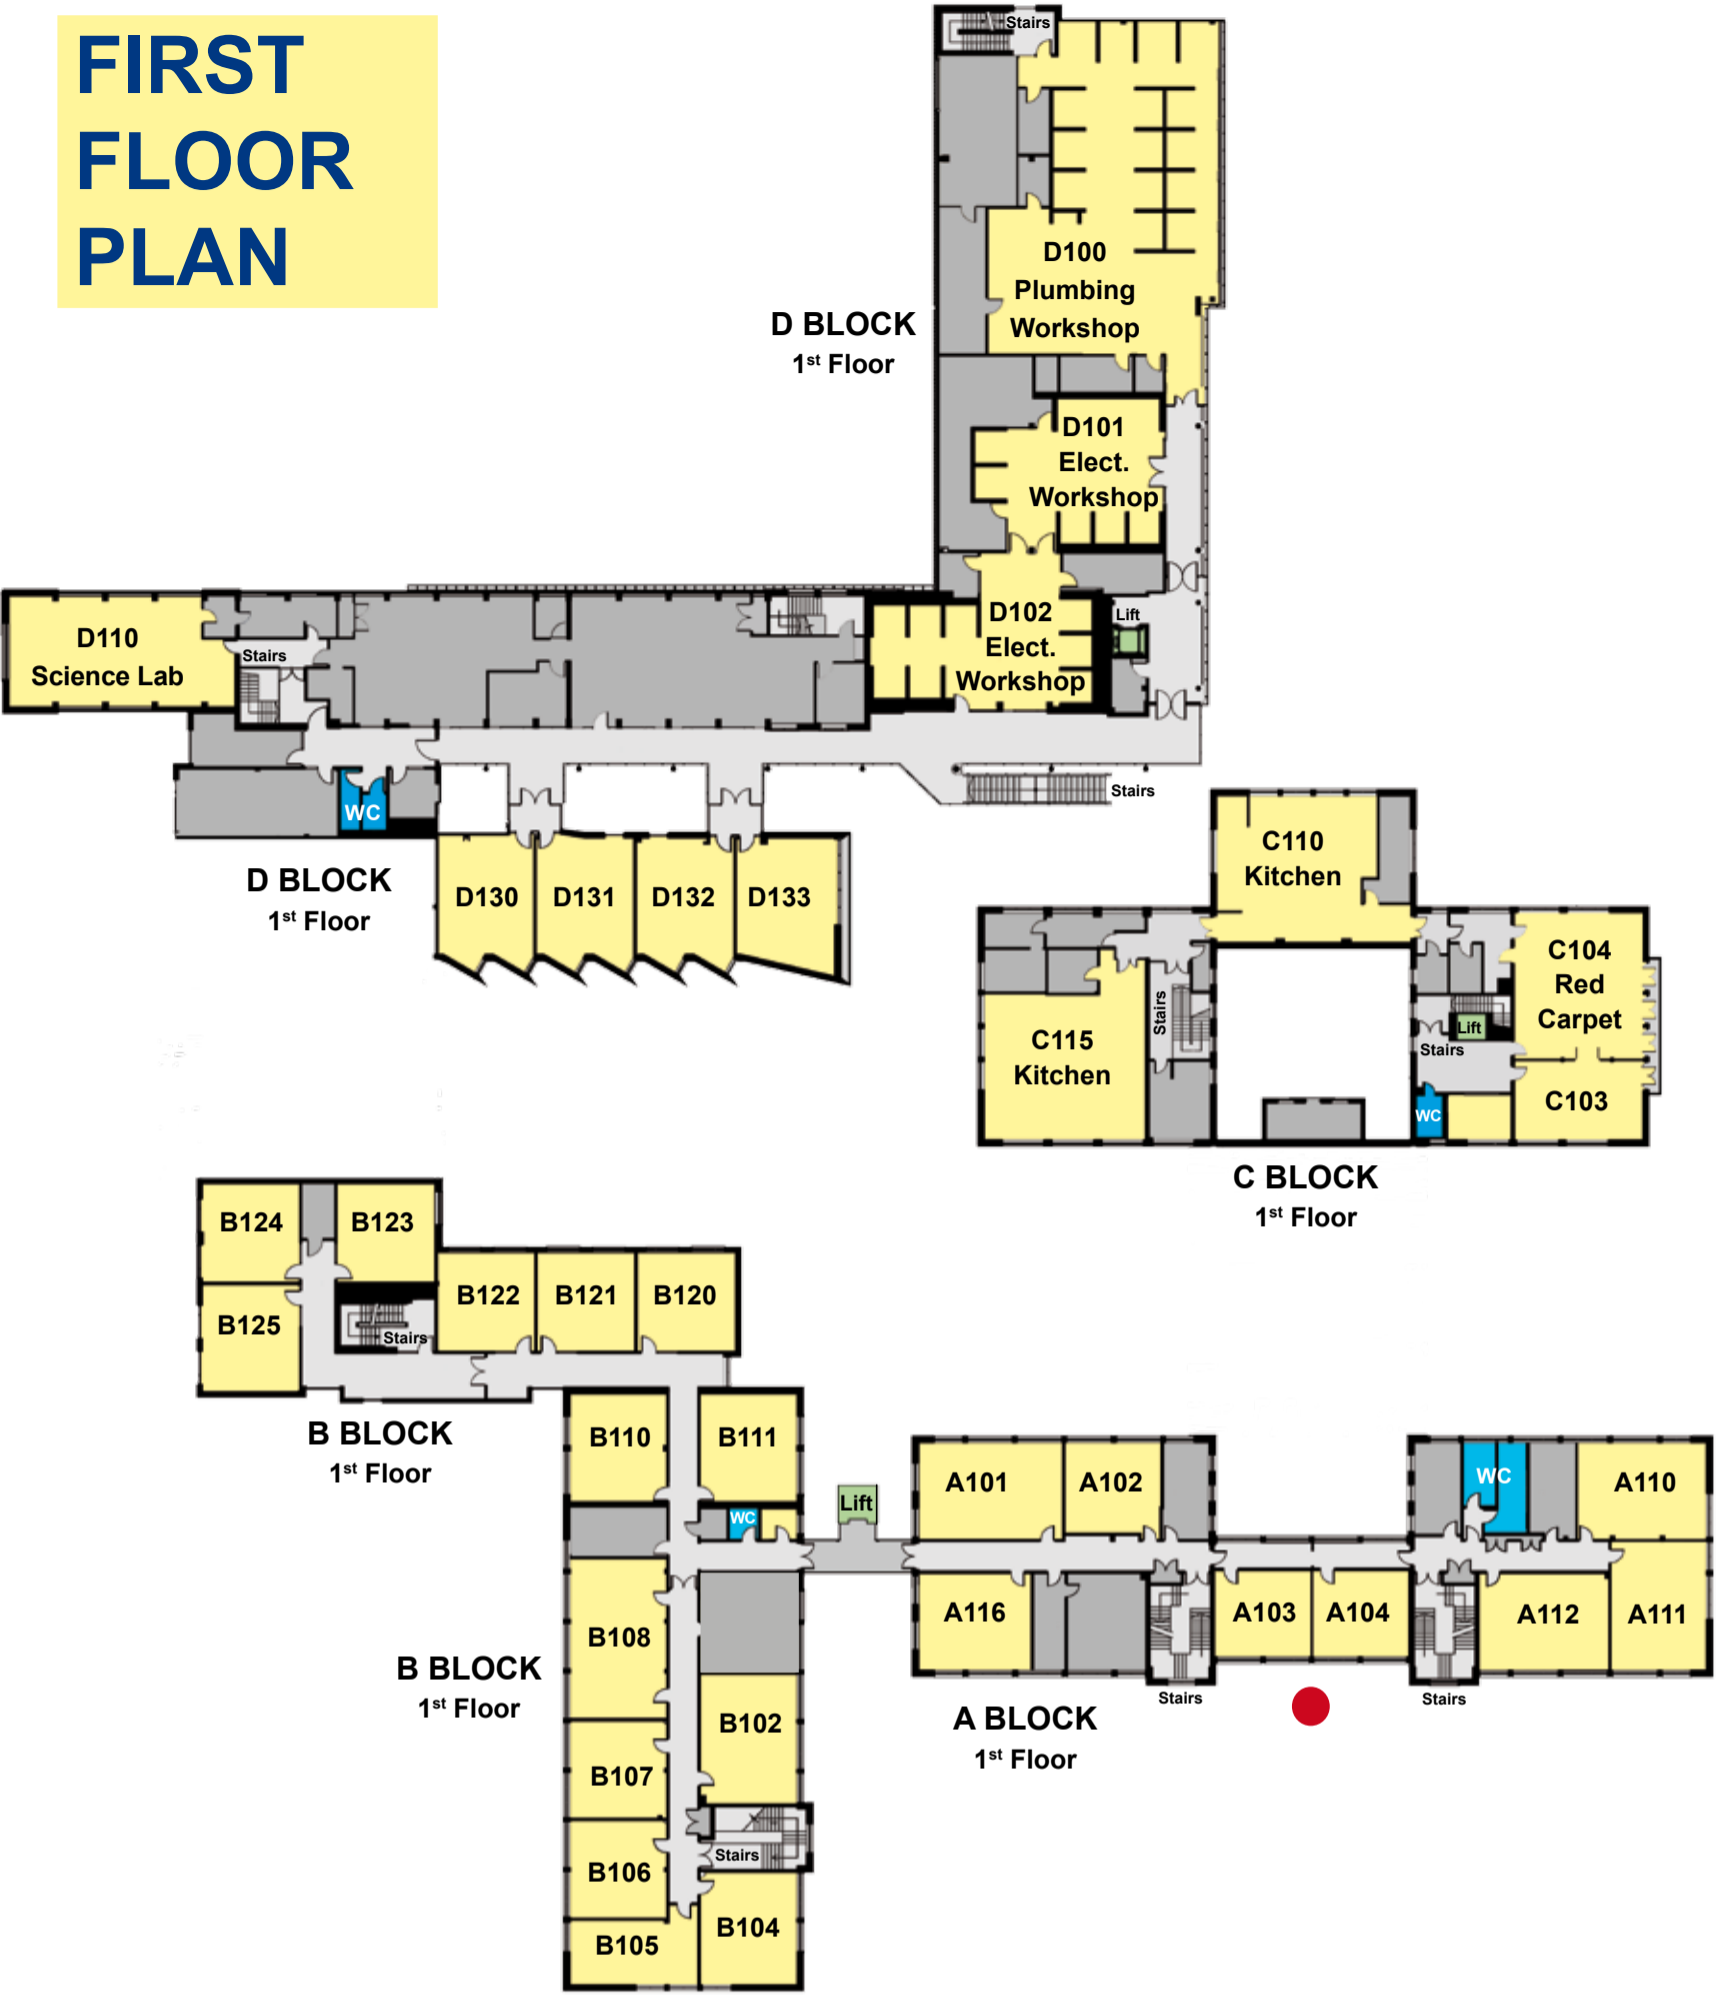 FIRST
FLOOR
PLAN
Stairs
D100
Plumbing
Workshop
D BLOCK
1st Floor
D101
Elect.
Workshop
D102
Elect.
Workshop
Lift
D110
Science Lab
Stairs
Stairs
WC
D BLOCK
1st Floor
D130
D131
D132
D133
C110
Kitchen
C104
Red
Carpet
C115
Kitchen
Stairs
Lift
Stairs
C103
WC
C BLOCK
1st Floor
B124
B123
B122
B121
B120
B125
Stairs
B BLOCK
1st Floor
B110
B111
WC
Lift
A101
A102
WC
A110
A116
A103
A104
A112
A111
Stairs
Stairs
A BLOCK
1st Floor
B108
B BLOCK
1st Floor
B102
B107
Stairs
B106
B104
B105